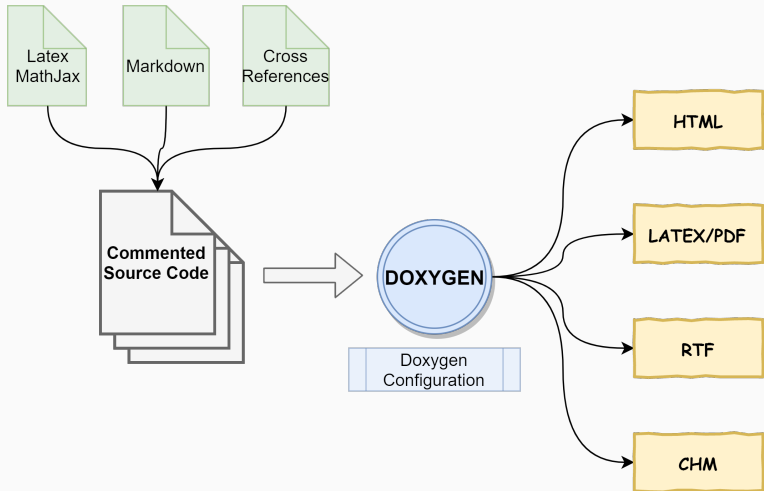 Latex
MathJax
Markdown
Cross
References
Commented
Source Code
DOXYGEN
Doxygen
Configuration
HTML
LATEX/PDF
RTF
CHM